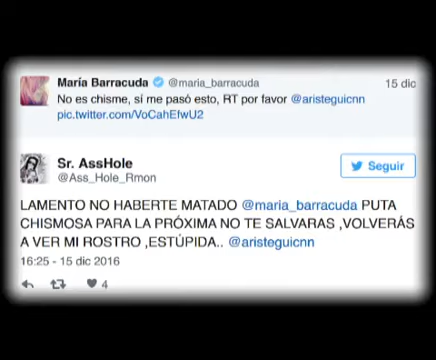 María Barracuda @maria_barracuda 15 dic
No es chisme, sí me pasó esto, RT por favor @aristeguicnn
pic.twitter.com/VoCahEfwU2
Sr. AssHole
@Ass_Hole_Rmon
Seguir
LAMENTO NO HABERTE MATADO @maria_barracuda PUTA
CHISMOSA PARA LA PRÓXIMA NO TE SALVARAS ,VOLVERÁS
A VER MI ROSTRO ,ESTÚPIDA.. @aristeguicnn
16:25 - 15 dic 2016
4